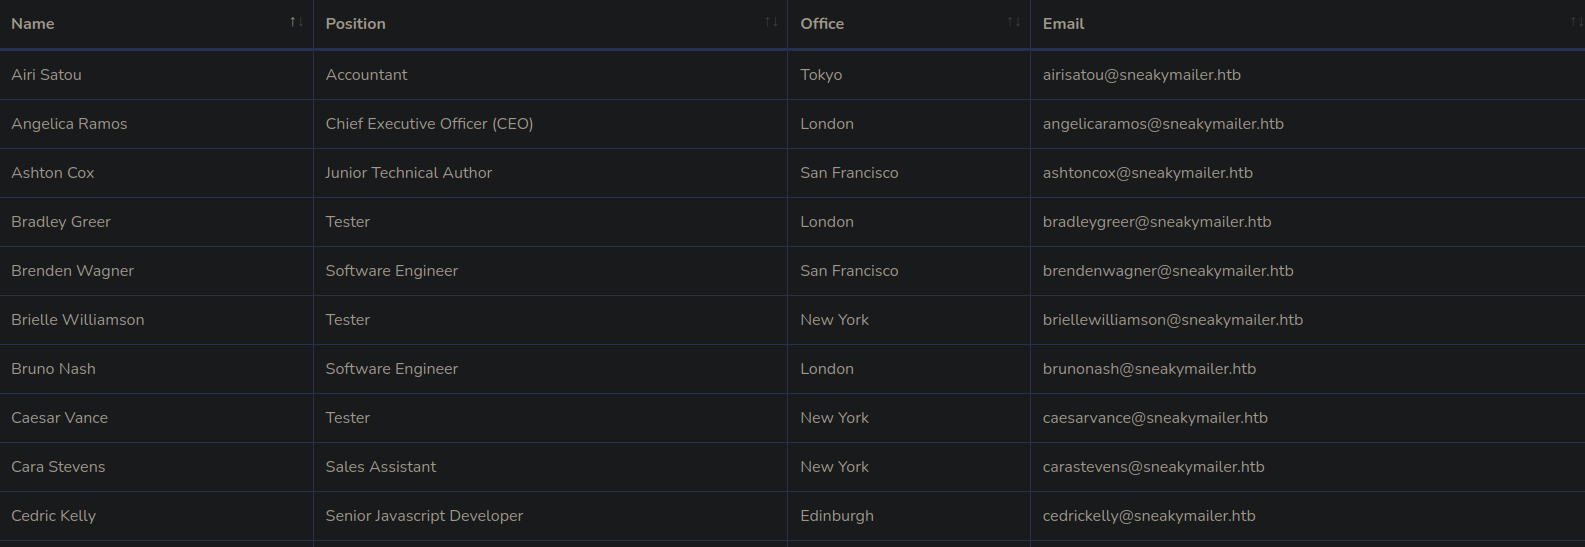 Name Position Office Email
Airi Satou Accountant Tokyo airisatou@sneakymailer.htb
Angelica Ramos Chief Executive Officer (CEO) London angelicaramos@sneakymailer.htb
Ashton Cox Junior Technical Author San Francisco ashtoncox@sneakymailer.htb
Bradley Greer Tester London bradleygreer@sneakymailer.htb
Brenden Wagner Software Engineer San Francisco brendenwagner@sneakymailer.htb
Brielle Williamson Tester New York briellewilliamson@sneakymailer.htb
Bruno Nash Software Engineer London brunonash@sneakymailer.htb
Caesar Vance Tester New York caesarvance@sneakymailer.htb
Cara Stevens Sales Assistant New York carastevens@sneakymailer.htb
Cedric Kelly Senior Javascript Developer Edinburgh cedrickelly@sneakymailer.htb